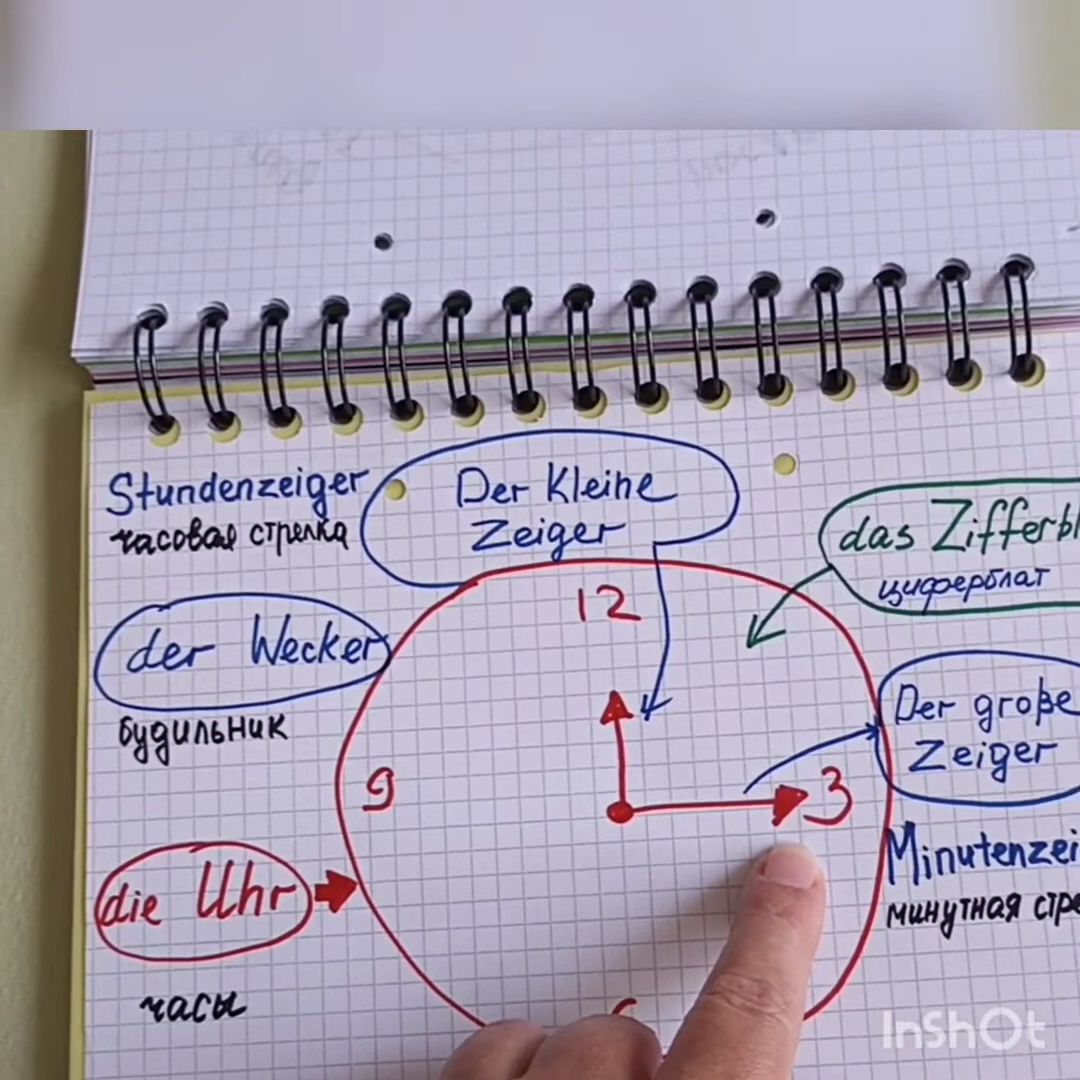 Stundenzeiger
часовая стрелка
Der Kleine
Zeiger
das Zifferbl
циферблат
12
der Wecker
будильник
Der große
Zeiger
9
3
Minutenzei
минутная стре
die Uhr
часы
InShOt